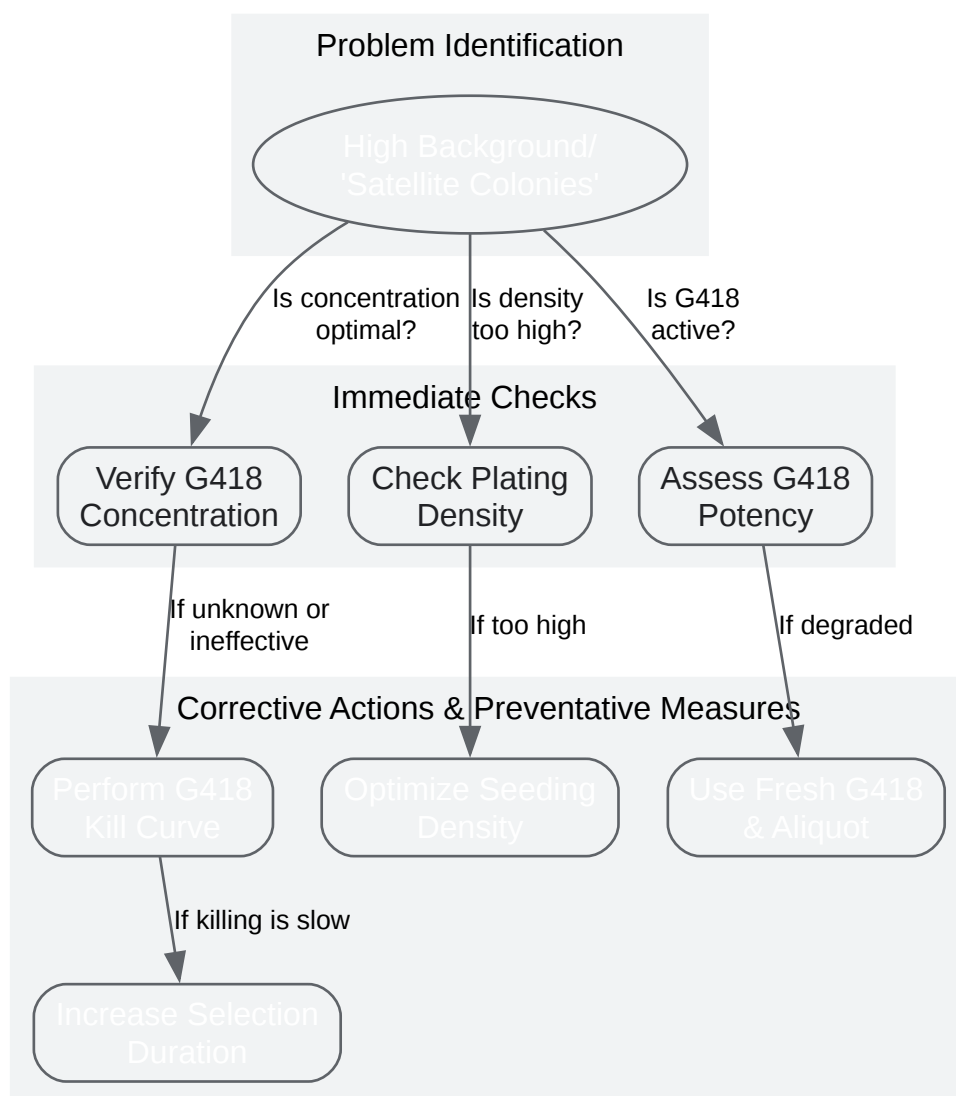 Problem Identification
High Background/
'Satellite Colonies'
Is concentration
optimal?
Is density
too high?
Is G418
active?
Immediate Checks
Verify G418
Concentration
Check Plating
Density
Assess G418
Potency
If unknown or
ineffective
If too high
If degraded
Corrective Actions & Preventative Measures
Perform G418
Kill Curve
Optimize Seeding
Density
Use Fresh G418
& Aliquot
If killing is slow
Increase Selection
Duration